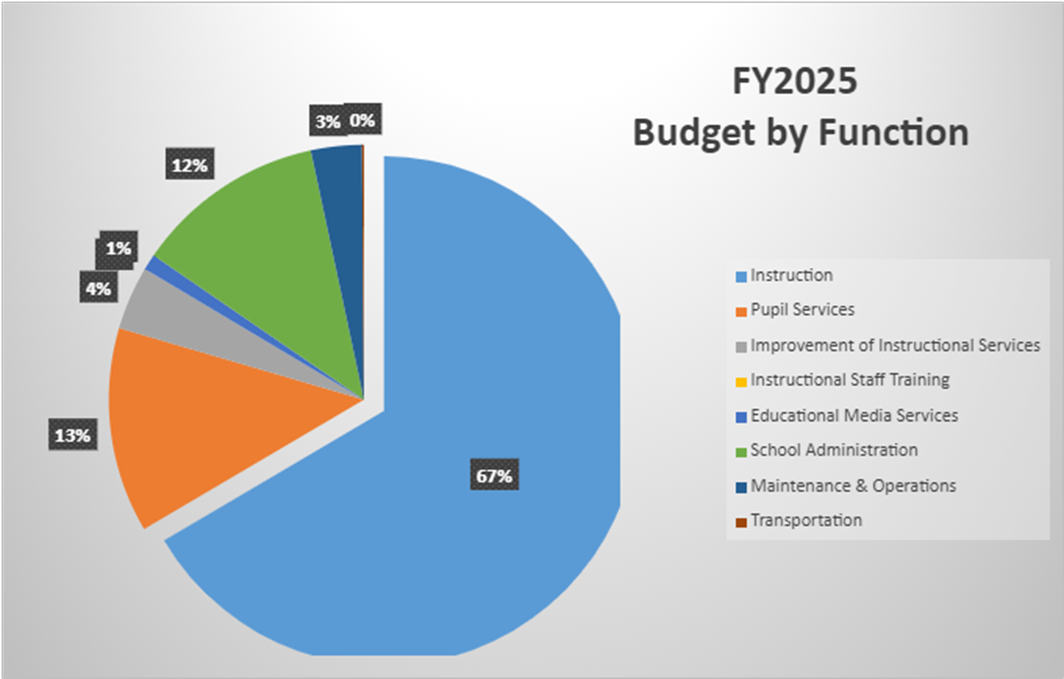 FY2025
Budget by Function
3%
0%
12%
1%
4%
13%
67%
Instruction
Pupil Services
Improvement of Instructional Services
Instructional Staff Training
Educational Media Services
School Administration
Maintenance & Operations
Transportation